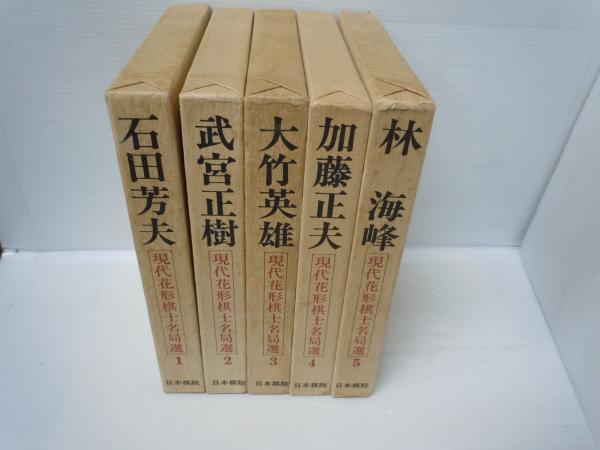 石田芳夫
現代花形棋士名局選
1
日本棋院
武宮正樹
現代花形棋士名局選
2
日本棋院
大竹英雄
現代花形棋士名局選
3
日本棋院
加藤正夫
現代花形棋士名局選
4
日本棋院
林 海峰
現代花形棋士名局選
5
日本棋院